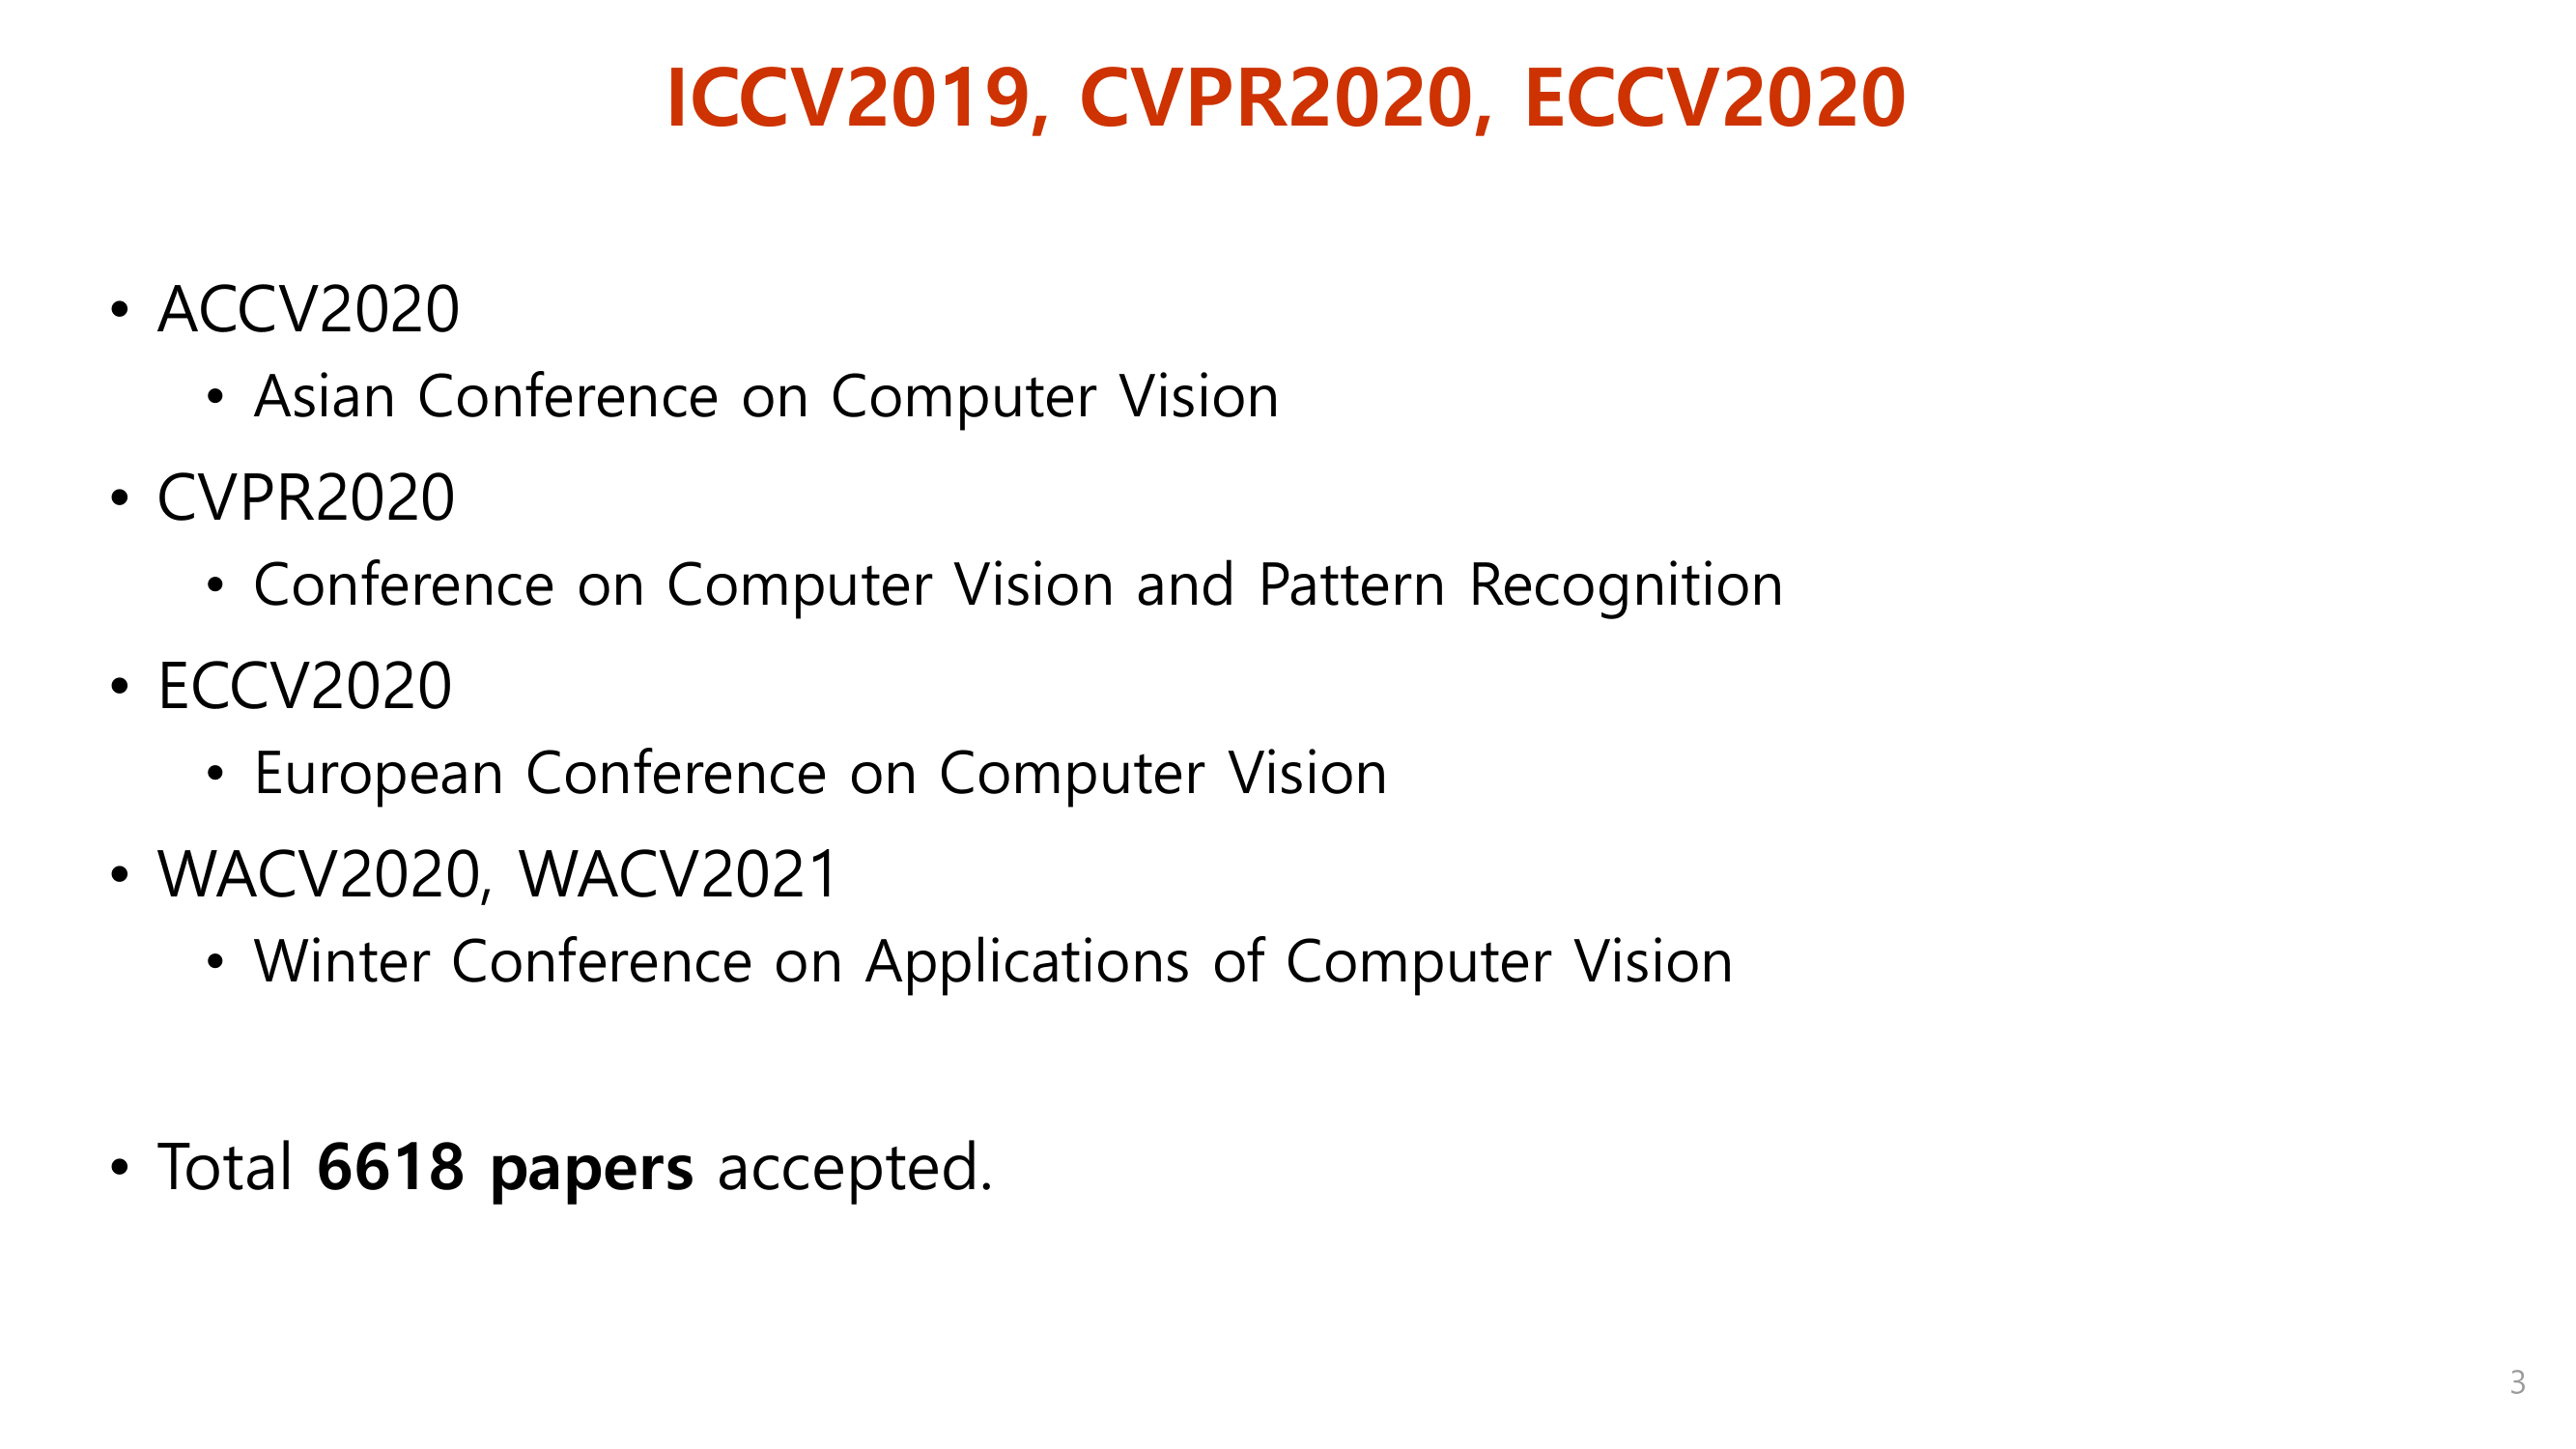 ICCV2019, CVPR2020, ECCV2020
• ACCV2020
• Asian Conference on Computer Vision
• CVPR2020
• Conference on Computer Vision and Pattern Recognition
• ECCV2020
• European Conference on Computer Vision
• WACV2020, WACV2021
• Winter Conference on Applications of Computer Vision
• Total 6618 papers accepted.
3